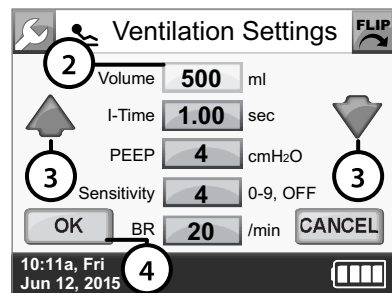 Ventilation Settings FLIP
2
Volume 500 ml
I-Time 1.00 sec
PEEP 4 cmH2O
3 3
Sensitivity 4 0-9, OFF
OK BR 20 /min CANCEL
10:11a, Fri
4
Jun 12, 2015